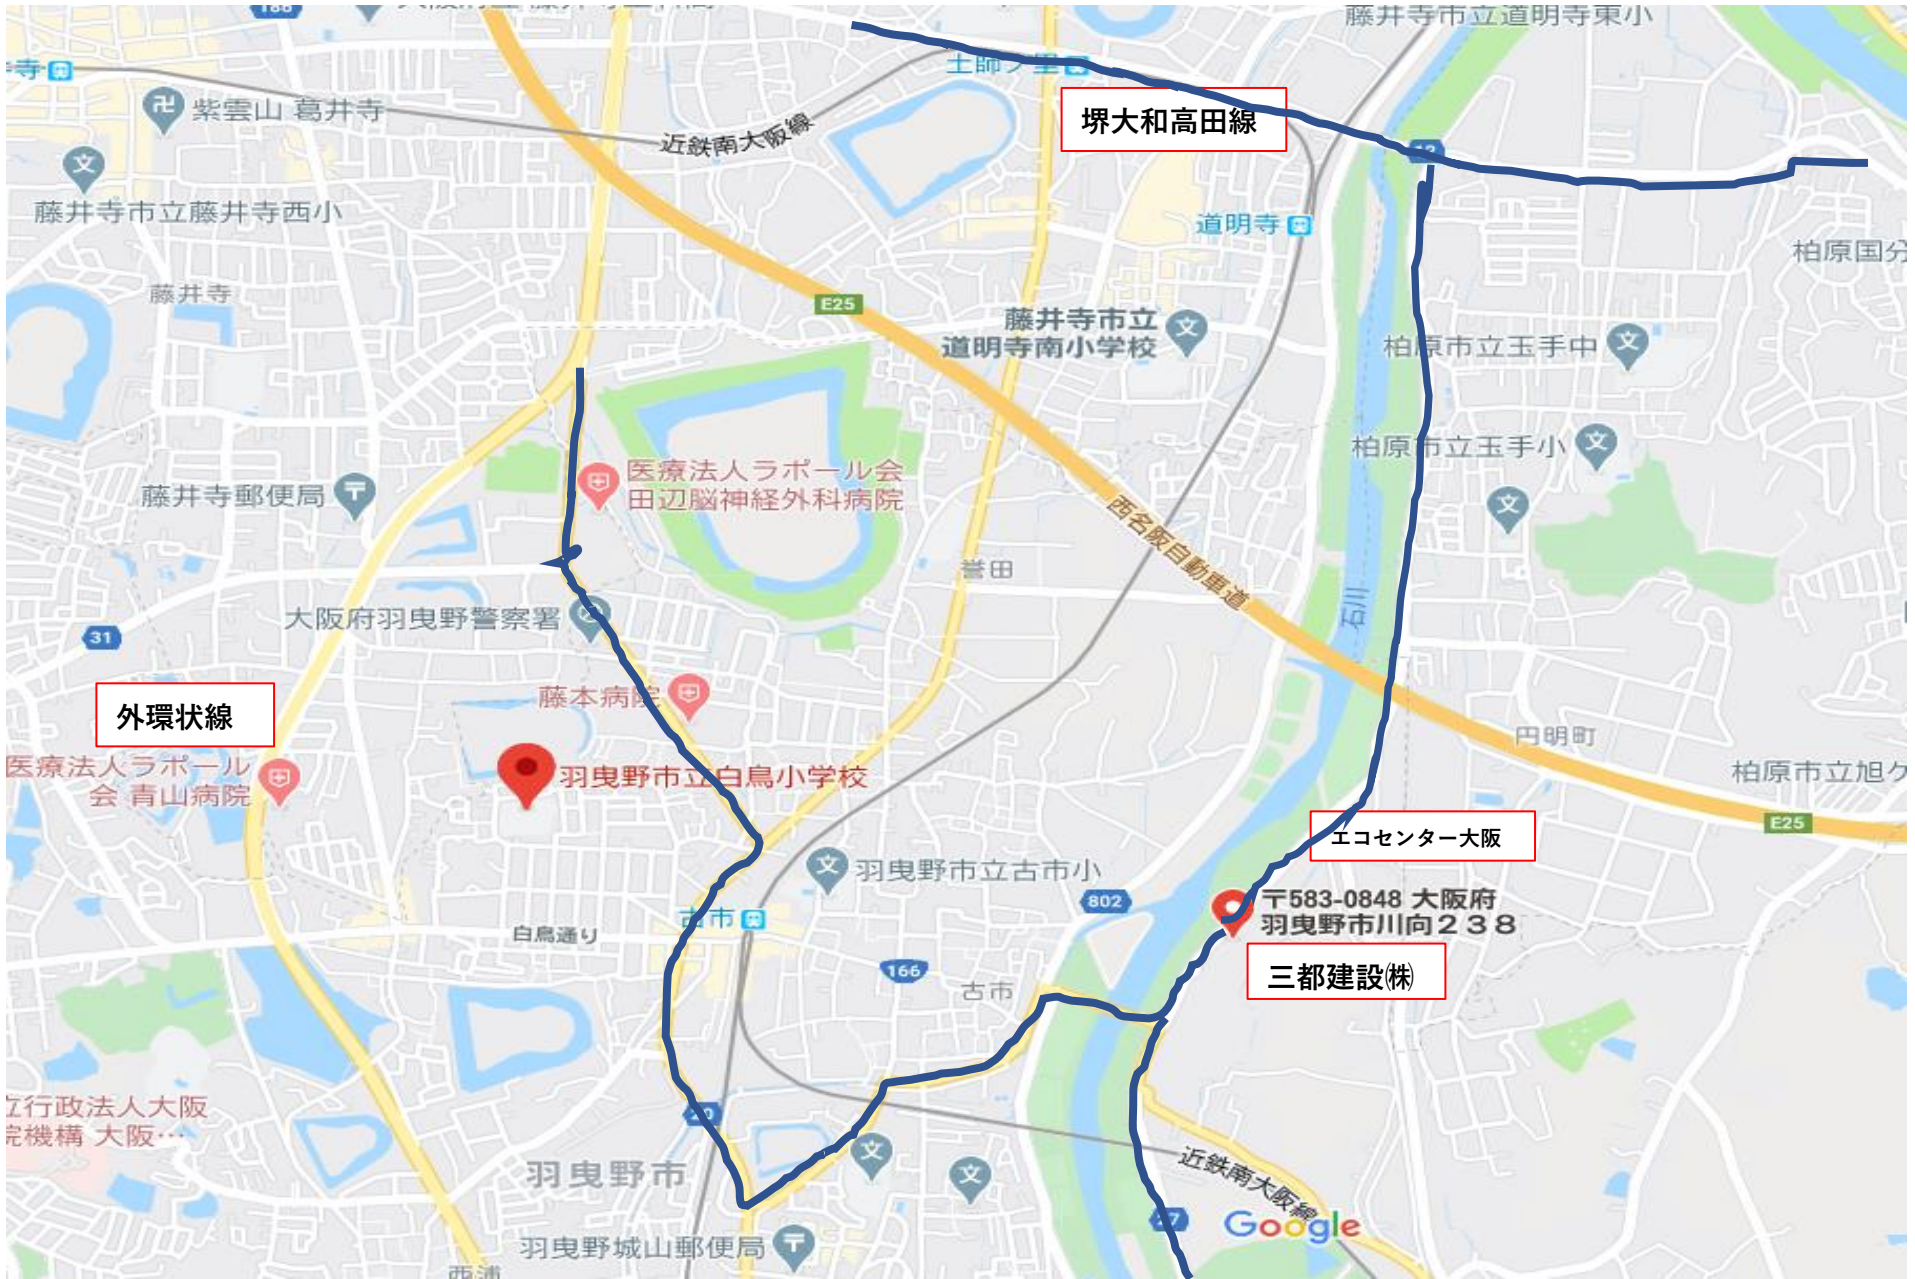 藤井寺市立道明寺東小
土師ノ里
寺
紫雲山 葛井寺
近鉄南大阪線
堺大和高田線
12
藤井寺市立藤井寺西小
道明寺
柏原国分
藤井寺
E25
藤井寺市立
道明寺南小学校
柏原市立玉手中
柏原市立玉手小
医療法人ラポール会
田辺脳神経外科病院
藤井寺郵便局
西名阪自動車道
誉田
石川
大阪府羽曳野警察署
31
藤本病院
外環状線
円明町
医療法人ラポール
会 青山病院
羽曳野市立白鳥小学校
柏原市立旭ケ
E25
エコセンター大阪
羽曳野市立古市小
802
〒583-0848 大阪府
羽曳野市川向238
古市
白鳥通り
166
古市
三都建設㈱
立行政法人大阪
院機構 大阪…
20
羽曳野市
近鉄南大阪線
27
Google
羽曳野城山郵便局
西浦